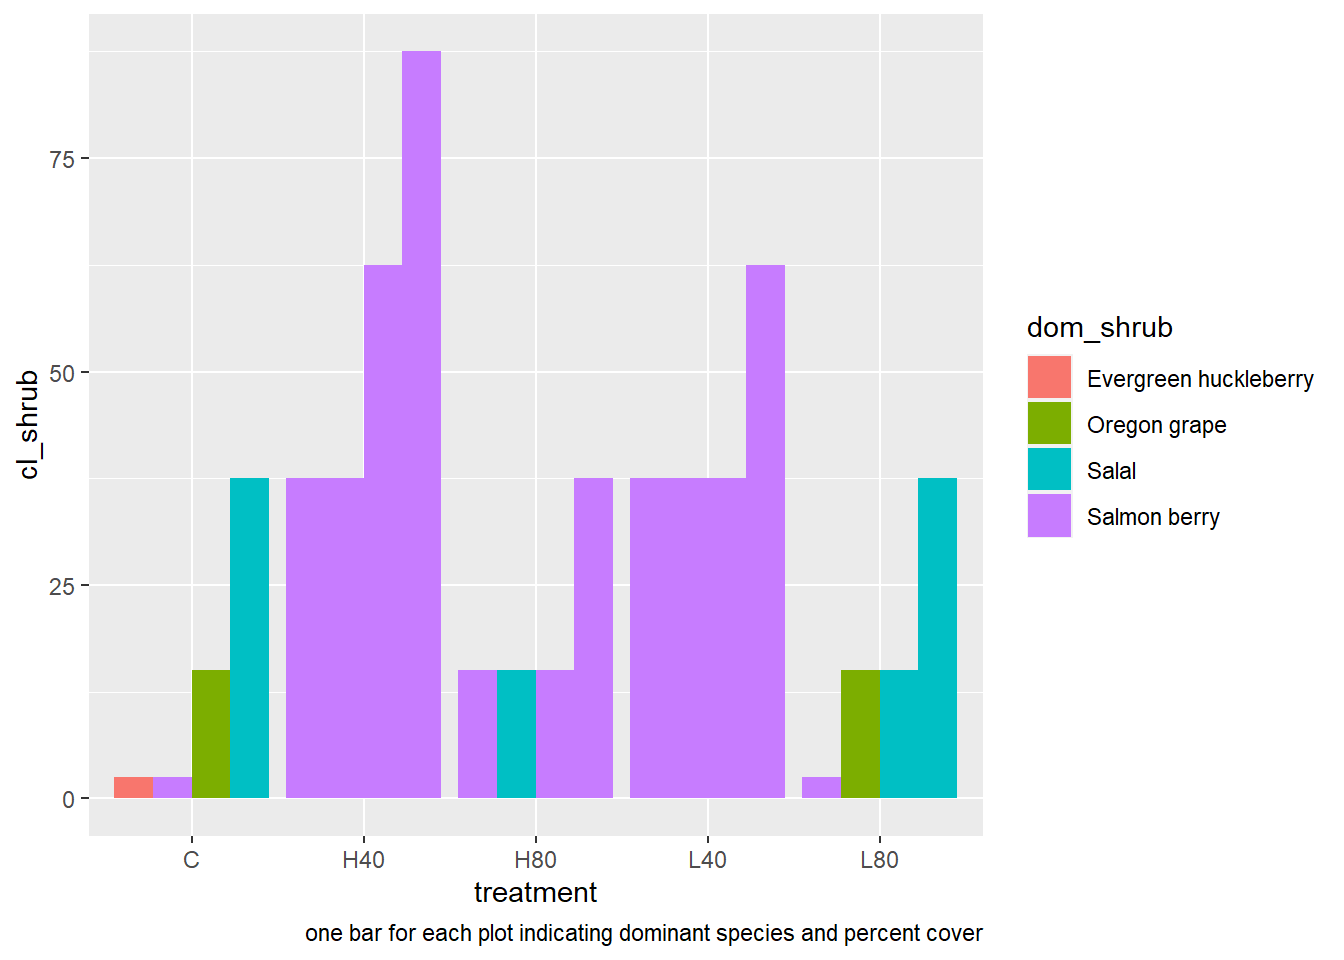 cl_shrub
75
50
25
0
C H40 H80 L40 L80
treatment
one bar for each plot indicating dominant species and percent cover
dom_shrub
Evergreen huckleberry
Oregon grape
Salal
Salmon berry